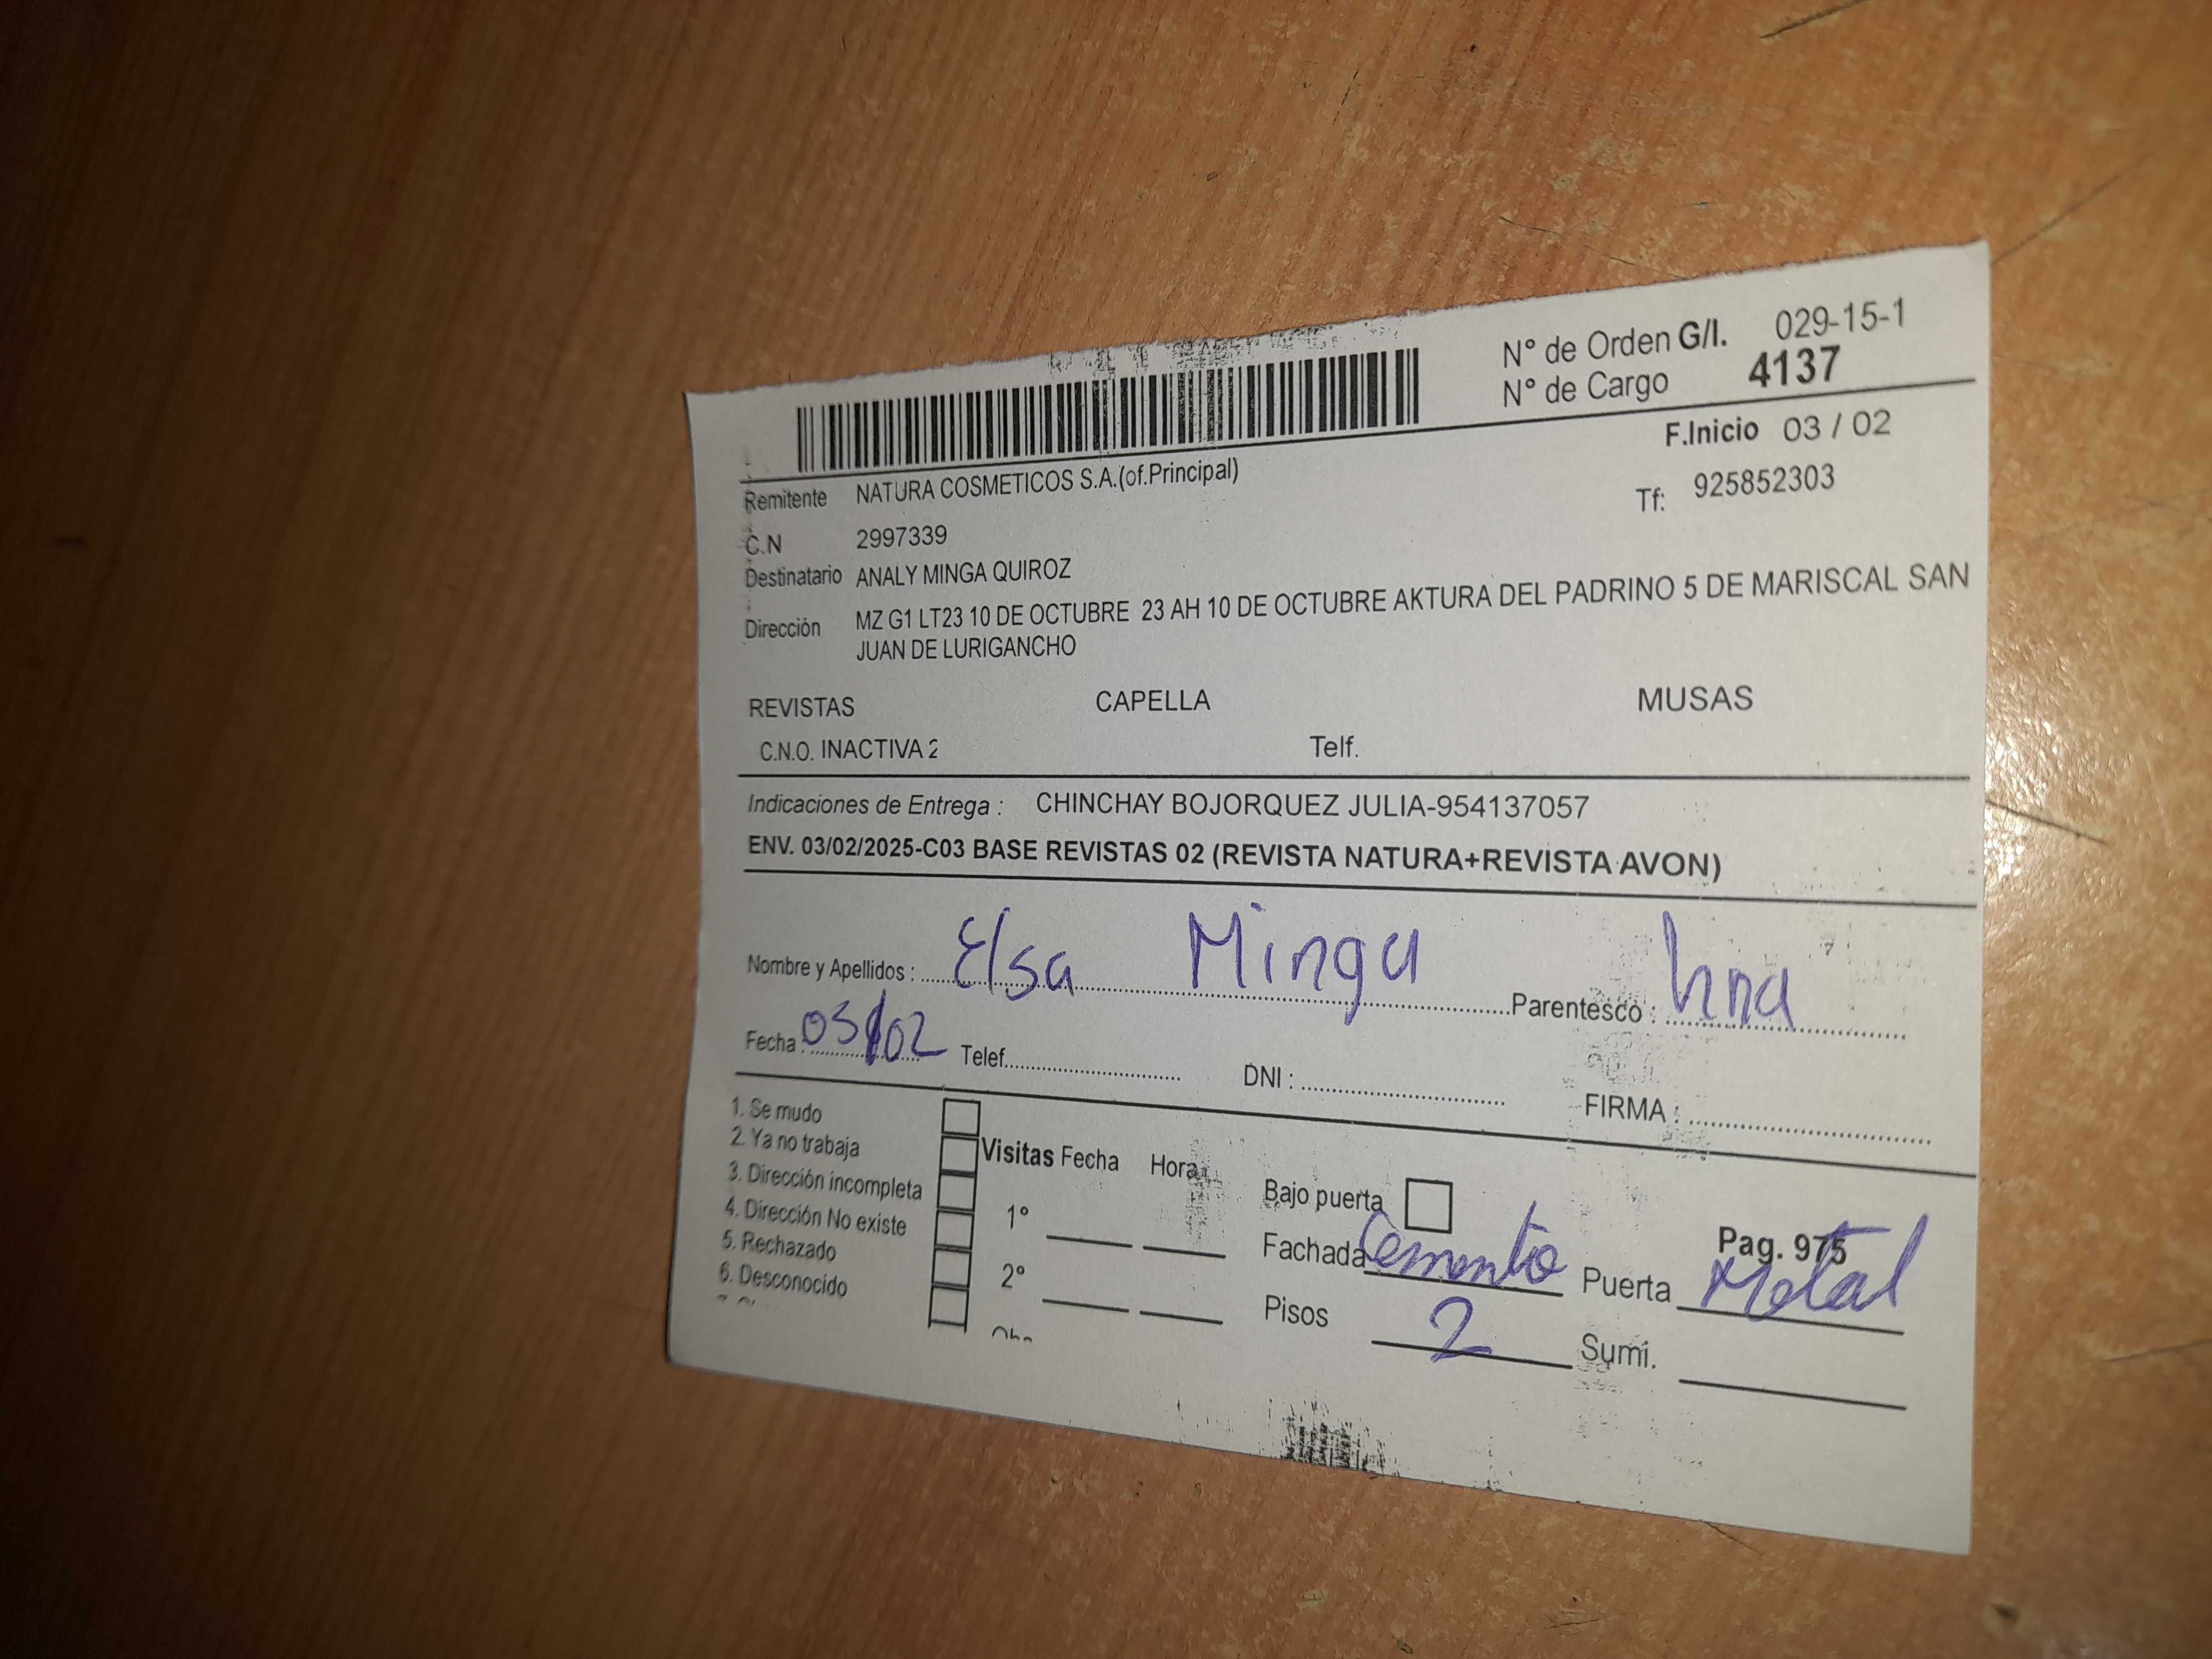 N° de Orden G/I. 029-15-1
N° de Cargo 4137
F.Inicio 03 / 02
Remitente NATURA COSMETICOS S.A.(of.Principal)
Tf: 925852303
C.N 2997339
Destinatario ANALY MINGA QUIROZ
Dirección MZ G1 LT23 10 DE OCTUBRE 23 AH 10 DE OCTUBRE AKTURA DEL PADRINO 5 DE MARISCAL SAN
JUAN DE LURIGANCHO
REVISTAS CAPELLA MUSAS
C.N.O. INACTIVA 2 Telf.
Indicaciones de Entrega : CHINCHAY BOJORQUEZ JULIA-954137057
ENV. 03/02/2025-C03 BASE REVISTAS 02 (REVISTA NATURA+REVISTA AVON)
Nombre y Apellidos : Elsa Minga Parentesco : hna
Fecha : 03/02 Telef. DNI : FIRMA :
1. Se mudo
2. Ya no trabaja
3. Dirección incompleta
4. Dirección No existe
5. Rechazado
6. Desconocido
Visitas Fecha Hora
1°
2°
Bajo puerta
Pag. 975
Fachada Cemento Puerta Metal
Pisos 2 Sumi.